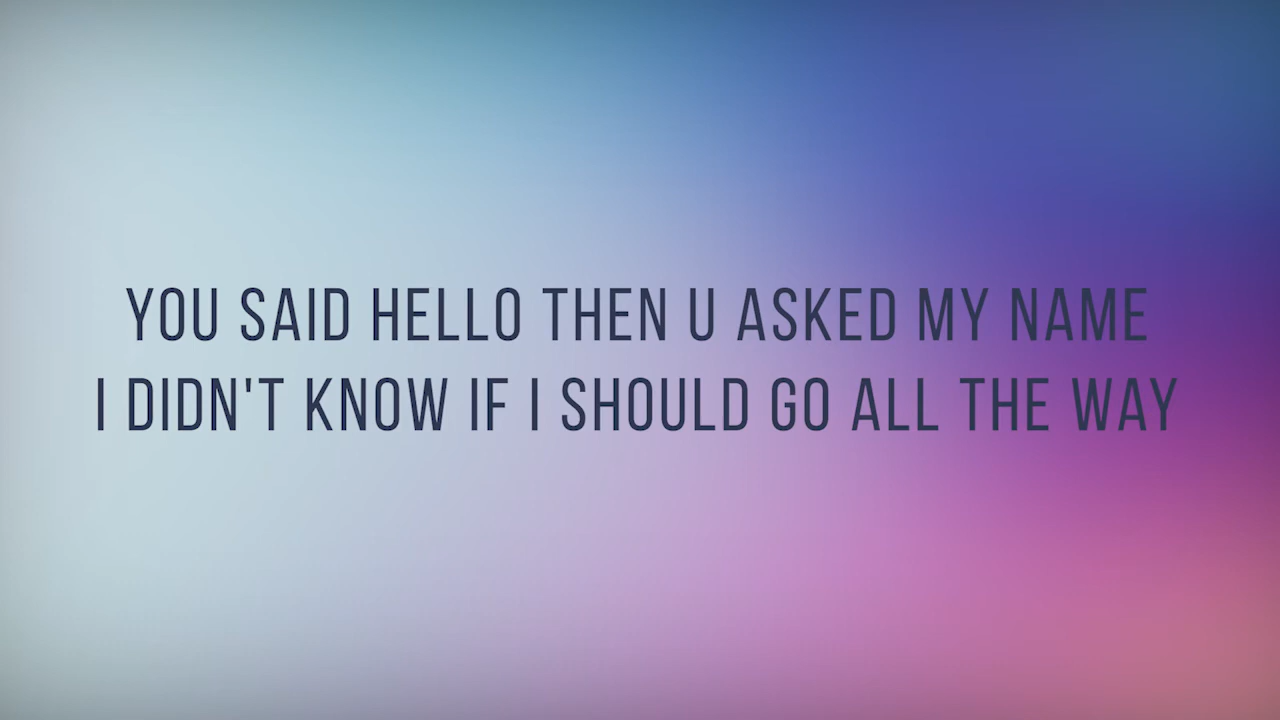 YOU SAID HELLO THEN U ASKED MY NAME
I DIDN'T KNOW IF I SHOULD GO ALL THE WAY